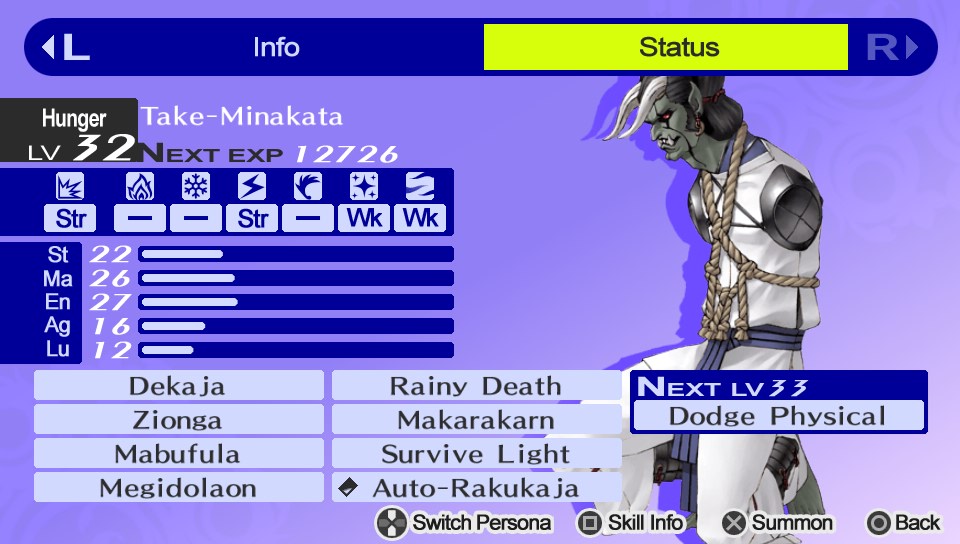 L Info Status R
Hunger Take-Minakata
LV 32 NEXT EXP 12726
Str — — Str — Wk Wk
St 22
Ma 26
En 27
Ag 16
Lu 12
Dekaja Rainy Death NEXT LV 33
Zionga Makarakarn Dodge Physical
Mabufula Survive Light
Megidolaon Auto-Rakukaja
Switch Persona Skill Info Summon Back